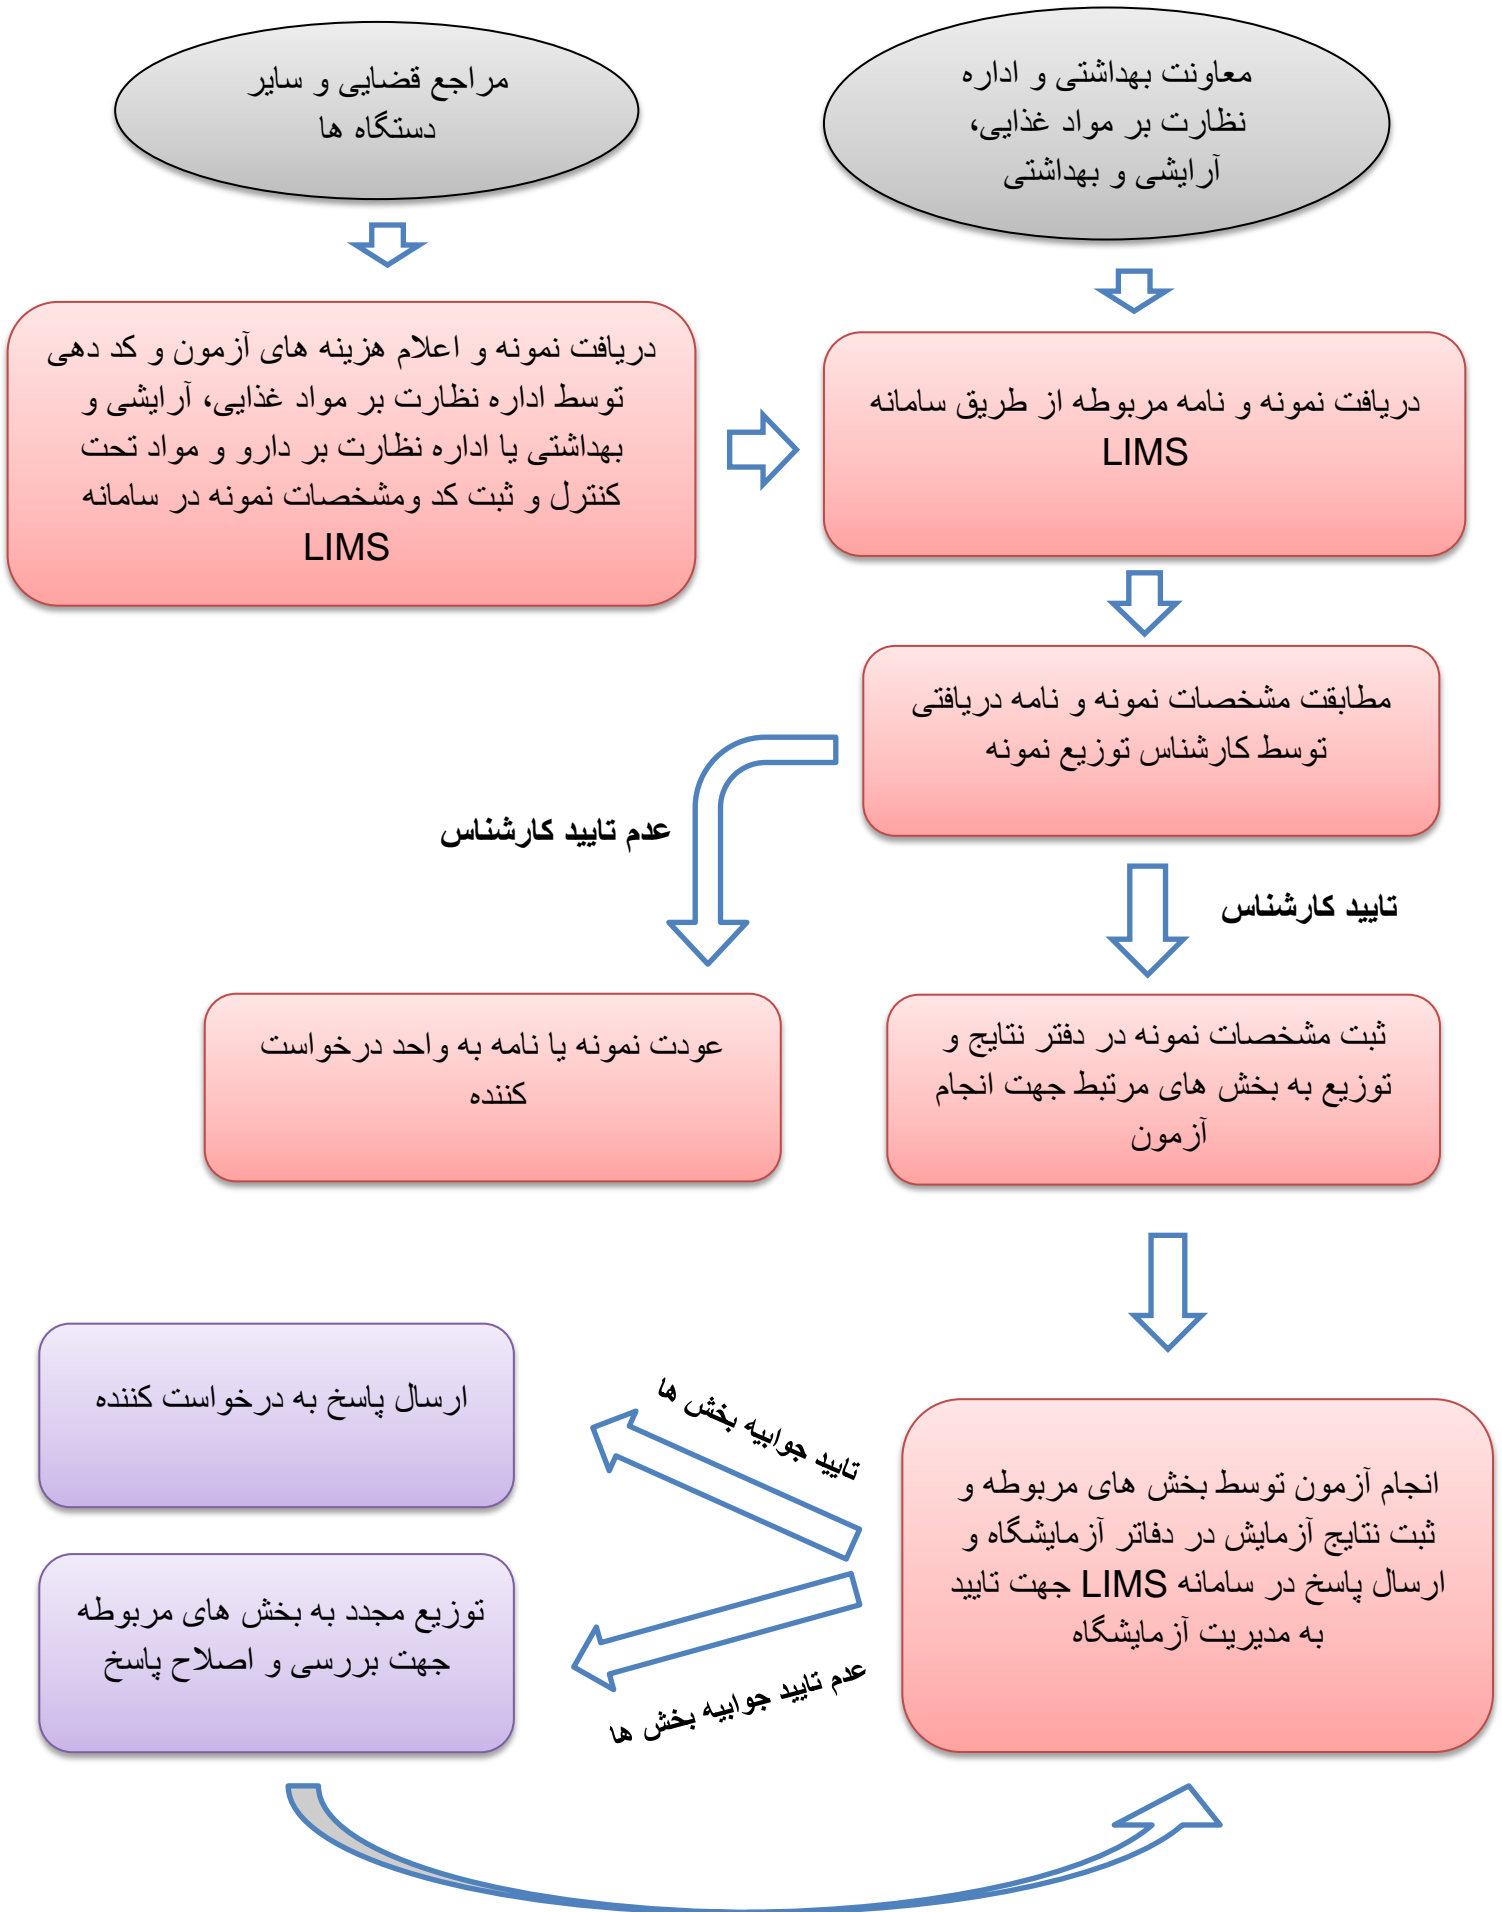 معاونت بهداشتی و اداره
نظارت بر مواد غذایی،
آرایشی و بهداشتی
مراجع قضایی و سایر
دستگاه ها
دریافت نمونه و اعلام هزینه های آزمون و کد دهی
توسط اداره نظارت بر مواد غذایی، آرایشی و
بهداشتی یا اداره نظارت بر دارو و مواد تحت
کنترل و ثبت کد ومشخصات نمونه در سامانه
LIMS
دریافت نمونه و نامه مربوطه از طریق سامانه
LIMS
مطابقت مشخصات نمونه و نامه دریافتی
توسط کارشناس توزیع نمونه
عدم تایید کارشناس
تایید کارشناس
ثبت مشخصات نمونه در دفتر نتایج و
توزیع به بخش های مرتبط جهت انجام
آزمون
عودت نمونه یا نامه به واحد درخواست
کننده
انجام آزمون توسط بخش های مربوطه و
ثبت نتایج آزمایش در دفاتر آزمایشگاه و
ارسال پاسخ در سامانه LIMS جهت تایید
به مدیریت آزمایشگاه
تایید جوابیه بخش ها
ارسال پاسخ به درخواست کننده
عدم تایید جوابیه بخش ها
توزیع مجدد به بخش های مربوطه
جهت بررسی و اصلاح پاسخ